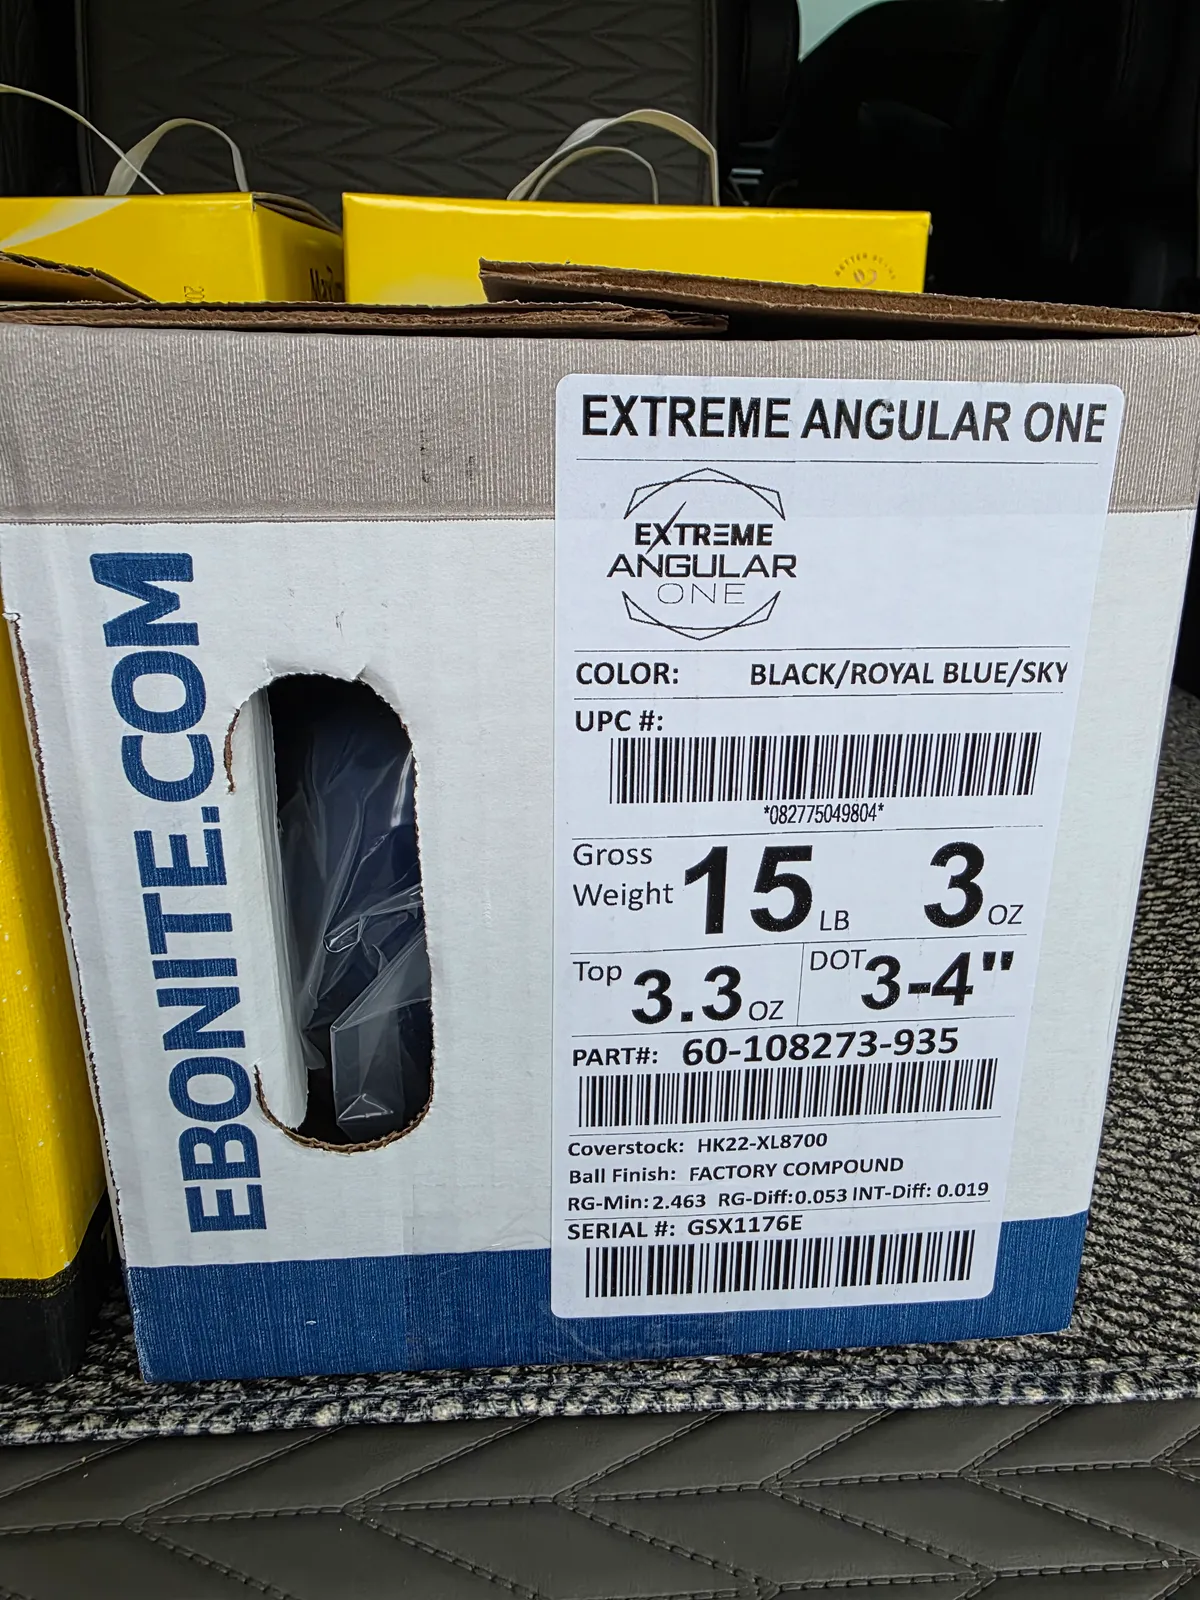 EXTREME ANGULAR ONE
EXTREME
ANGULAR
ONE
COLOR: BLACK/ROYAL BLUE/SKY
UPC #:
*082775049804*
Gross
Weight 15 LB 3 OZ
Top 3.3 OZ DOT 3-4"
PART#: 60-108273-935
Coverstock: HK22-XL8700
Ball Finish: FACTORY COMPOUND
RG-Min: 2.463 RG-Diff: 0.053 INT-Diff: 0.019
SERIAL #: GSX1176E
EBONITE.COM